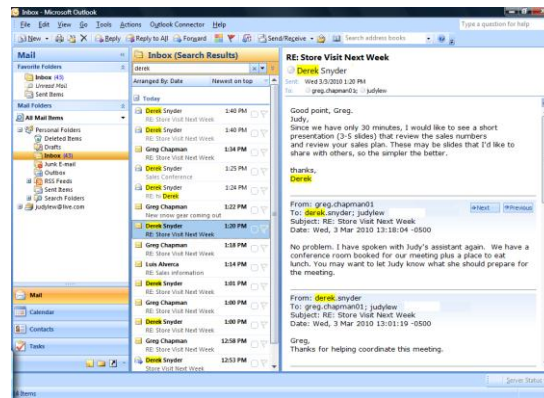 Inbox - Microsoft Outlook
File Edit View Go Tools Actions Outlook Connector Help
Type a question for help
New Reply Reply to All Forward Send/Receive Search address books
Mail
Favorite Folders
Inbox (43)
Unread Mail
Sent Items
Mail Folders
All Mail Items
Personal Folders
Deleted Items
Drafts
Inbox (43)
Junk E-mail
Outbox
RSS Feeds
Sent Items
Search Folders
judylew@live.com
Mail
Calendar
Contacts
Tasks
Inbox (Search Results)
derek
Arranged By: Date Newest on top
Today
Derek Snyder 1:40 PM
RE: Store Visit Next Week
Derek Snyder 1:40 PM
RE: Store Visit Next Week
Greg Chapman 1:34 PM
RE: Store Visit Next Week
Derek Snyder 1:25 PM
Sales Conference
Derek Snyder 1:24 PM
RE: to Derek
Greg Chapman 1:22 PM
New snow gear coming out
Derek Snyder 1:20 PM
RE: Store Visit Next Week
Greg Chapman 1:18 PM
RE: Store Visit Next Week
Luis Alverca 1:14 PM
RE: Sales information
Derek Snyder 1:01 PM
RE: Store Visit Next Week
Greg Chapman 1:00 PM
RE: Store Visit Next Week
Derek Snyder 1:00 PM
RE: Store Visit Next Week
Greg Chapman 12:58 PM
RE: Store Visit Next Week
Derek Snyder 12:53 PM
Store Visit Next Week
RE: Store Visit Next Week
Derek Snyder
Sent: Wed 3/3/2010 1:20 PM
To: greg.chapman01; judylew
Good point, Greg.
Judy,
Since we have only 30 minutes, I would like to see a short
presentation (3-5 slides) that review the sales numbers
and review your sales plan. These may be slides that I'd like to
share with others, so the simpler the better.
thanks,
Derek
From: greg.chapman01
Next Previous
To: derek.snyder; judylew
Subject: RE: Store Visit Next Week
Date: Wed, 3 Mar 2010 13:18:04 -0500
No problem. I have spoken with Judy's assistant again. We have a
conference room booked for our meeting plus a place to eat
lunch. You may want to let Judy know what she should prepare for
the meeting.
From: derek.snyder
To: greg.chapman01; judylew
Subject: RE: Store Visit Next Week
Date: Wed, 3 Mar 2010 13:01:19 -0500
Greg,
Thanks for helping coordinate this meeting.
Items
Server Status